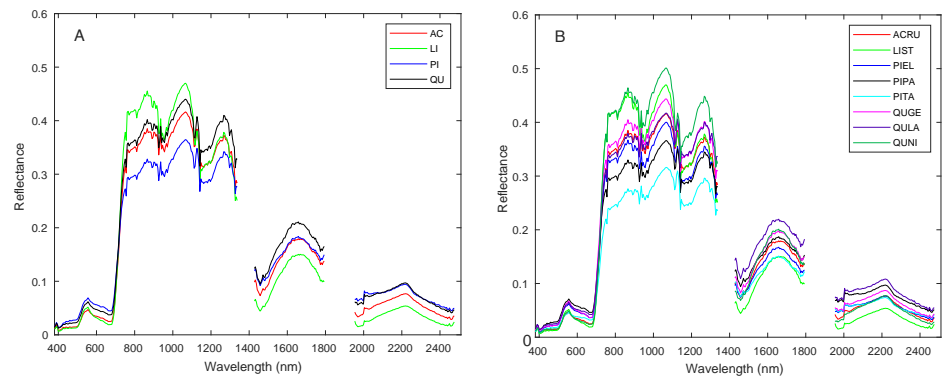 A
AC
LI
PI
QU
Reflectance
0.6
0.5
0.4
0.3
0.2
0.1
0
400 600 800 1000 1200 1400 1600 1800 2000 2200 2400
Wavelength (nm)
B
ACRU
LIST
PIEL
PIPA
PITA
QUGE
QULA
QUNI
Reflectance
0.6
0.5
0.4
0.3
0.2
0.1
0
400 600 800 1000 1200 1400 1600 1800 2000 2200 2400
Wavelength (nm)